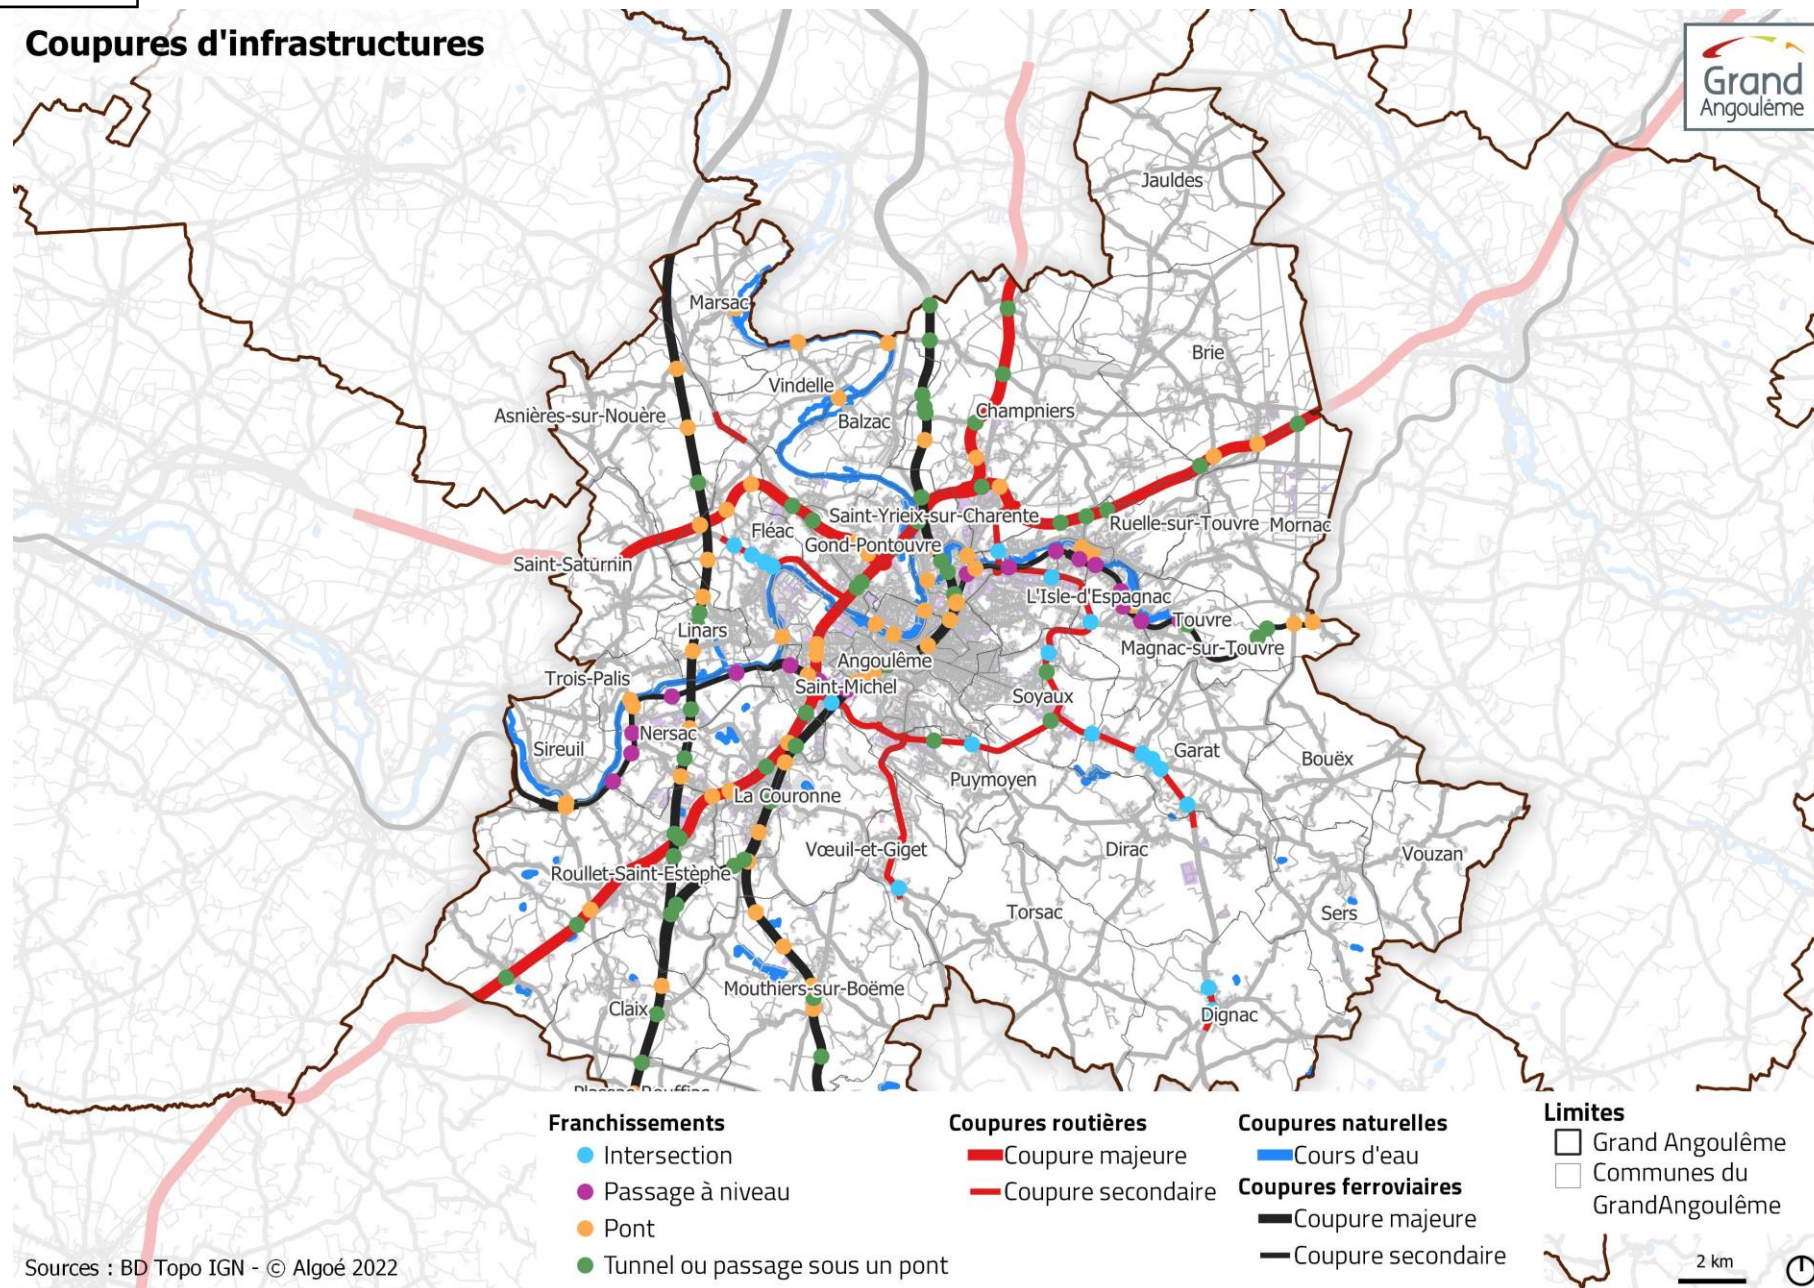 Coupures d'infrastructures
Grand
Angoulême
Jauldes
Marsac
Brie
Vindelle
Asnières-sur-Nouère
Balzac
Champniers
Saint-Yrieix-sur-Charente
Ruelle-sur-Touvre
Mornac
Fléac
Gond-Pontouvre
Saint-Saturnin
L'Isle-d'Espagnac
Touvre
Linars
Magnac-sur-Touvre
Angoulême
Trois-Palis
Saint-Michel
Soyaux
Nersac
Sireuil
Garat
Bouëx
Puymoyen
La Couronne
Vœuil-et-Giget
Dirac
Vouzan
Roullet-Saint-Estèphe
Torsac
Sers
Mouthiers-sur-Boëme
Claix
Dignac
Franchissements
Intersection
Passage à niveau
Pont
Tunnel ou passage sous un pont
Coupures routières
Coupure majeure
Coupure secondaire
Coupures naturelles
Cours d'eau
Coupures ferroviaires
Coupure majeure
Coupure secondaire
Limites
Grand Angoulême
Communes du
GrandAngoulême
2 km
Sources : BD Topo IGN - © Algoé 2022